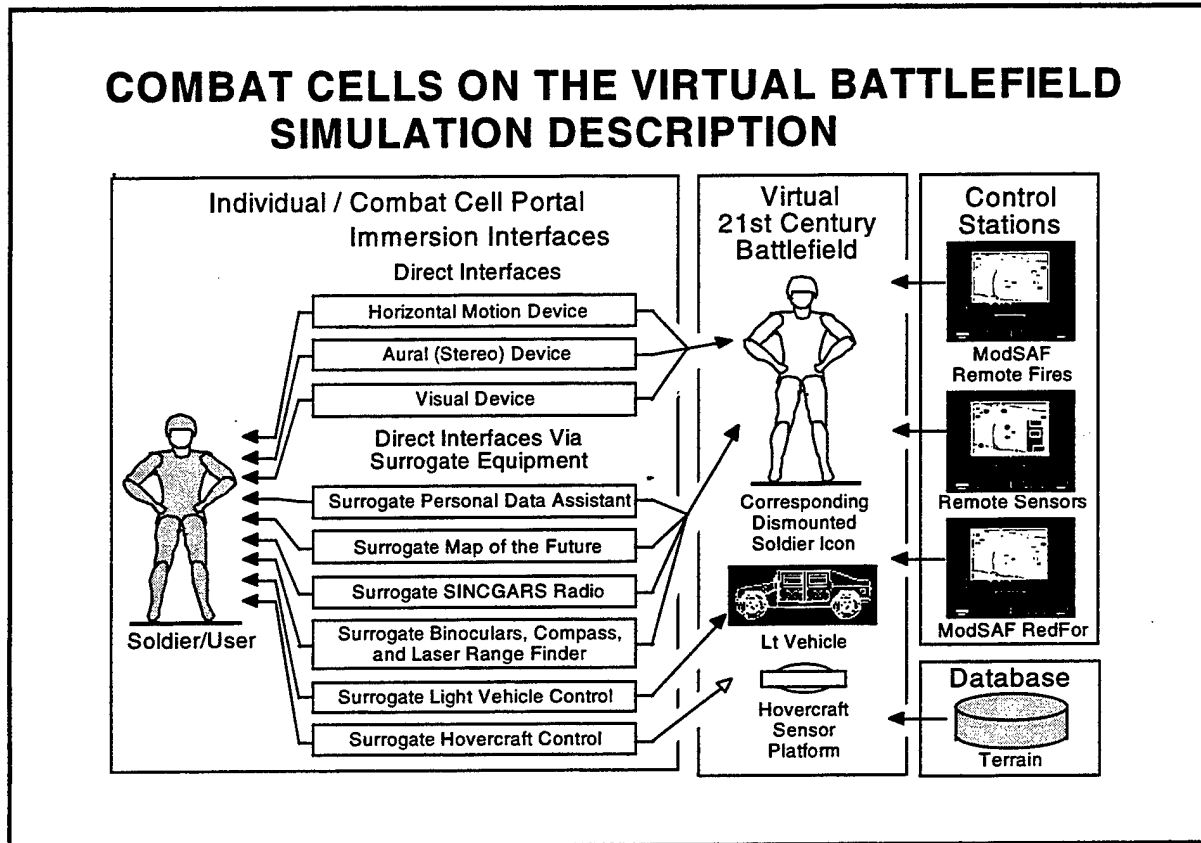 COMBAT CELLS ON THE VIRTUAL BATTLEFIELD
SIMULATION DESCRIPTION
Individual / Combat Cell Portal
Immersion Interfaces
Direct Interfaces
Horizontal Motion Device
Aural (Stereo) Device
Visual Device
Direct Interfaces Via
Surrogate Equipment
Surrogate Personal Data Assistant
Surrogate Map of the Future
Surrogate SINCGARS Radio
Surrogate Binoculars, Compass,
and Laser Range Finder
Surrogate Light Vehicle Control
Surrogate Hovercraft Control
Soldier/User
Virtual
21st Century
Battlefield
Corresponding
Dismounted
Soldier Icon
Lt Vehicle
Hovercraft
Sensor
Platform
Control
Stations
ModSAF
Remote Fires
Remote Sensors
ModSAF RedFor
Database
Terrain